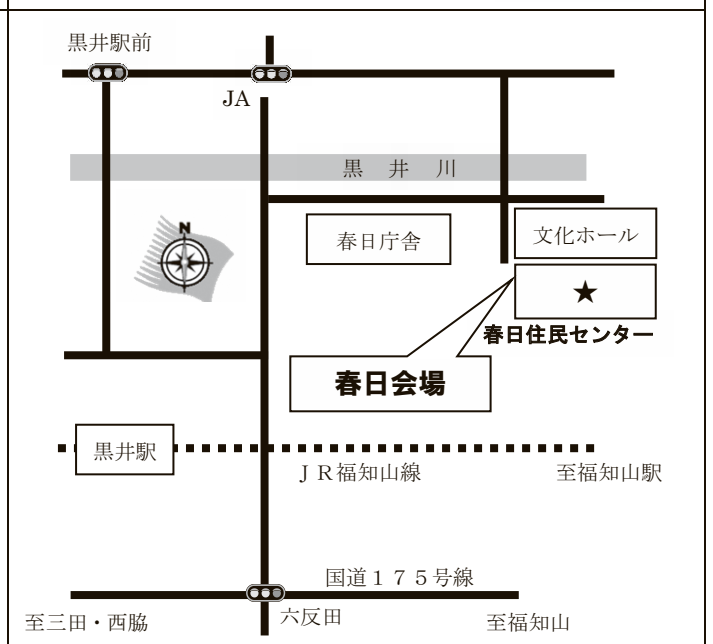 黒井駅前
JA
黒 井 川
N
春日庁舎
文化ホール
★
春日住民センター
春日会場
黒井駅
ＪＲ福知山線
至福知山駅
国道１７５号線
至三田・西脇
六反田
至福知山